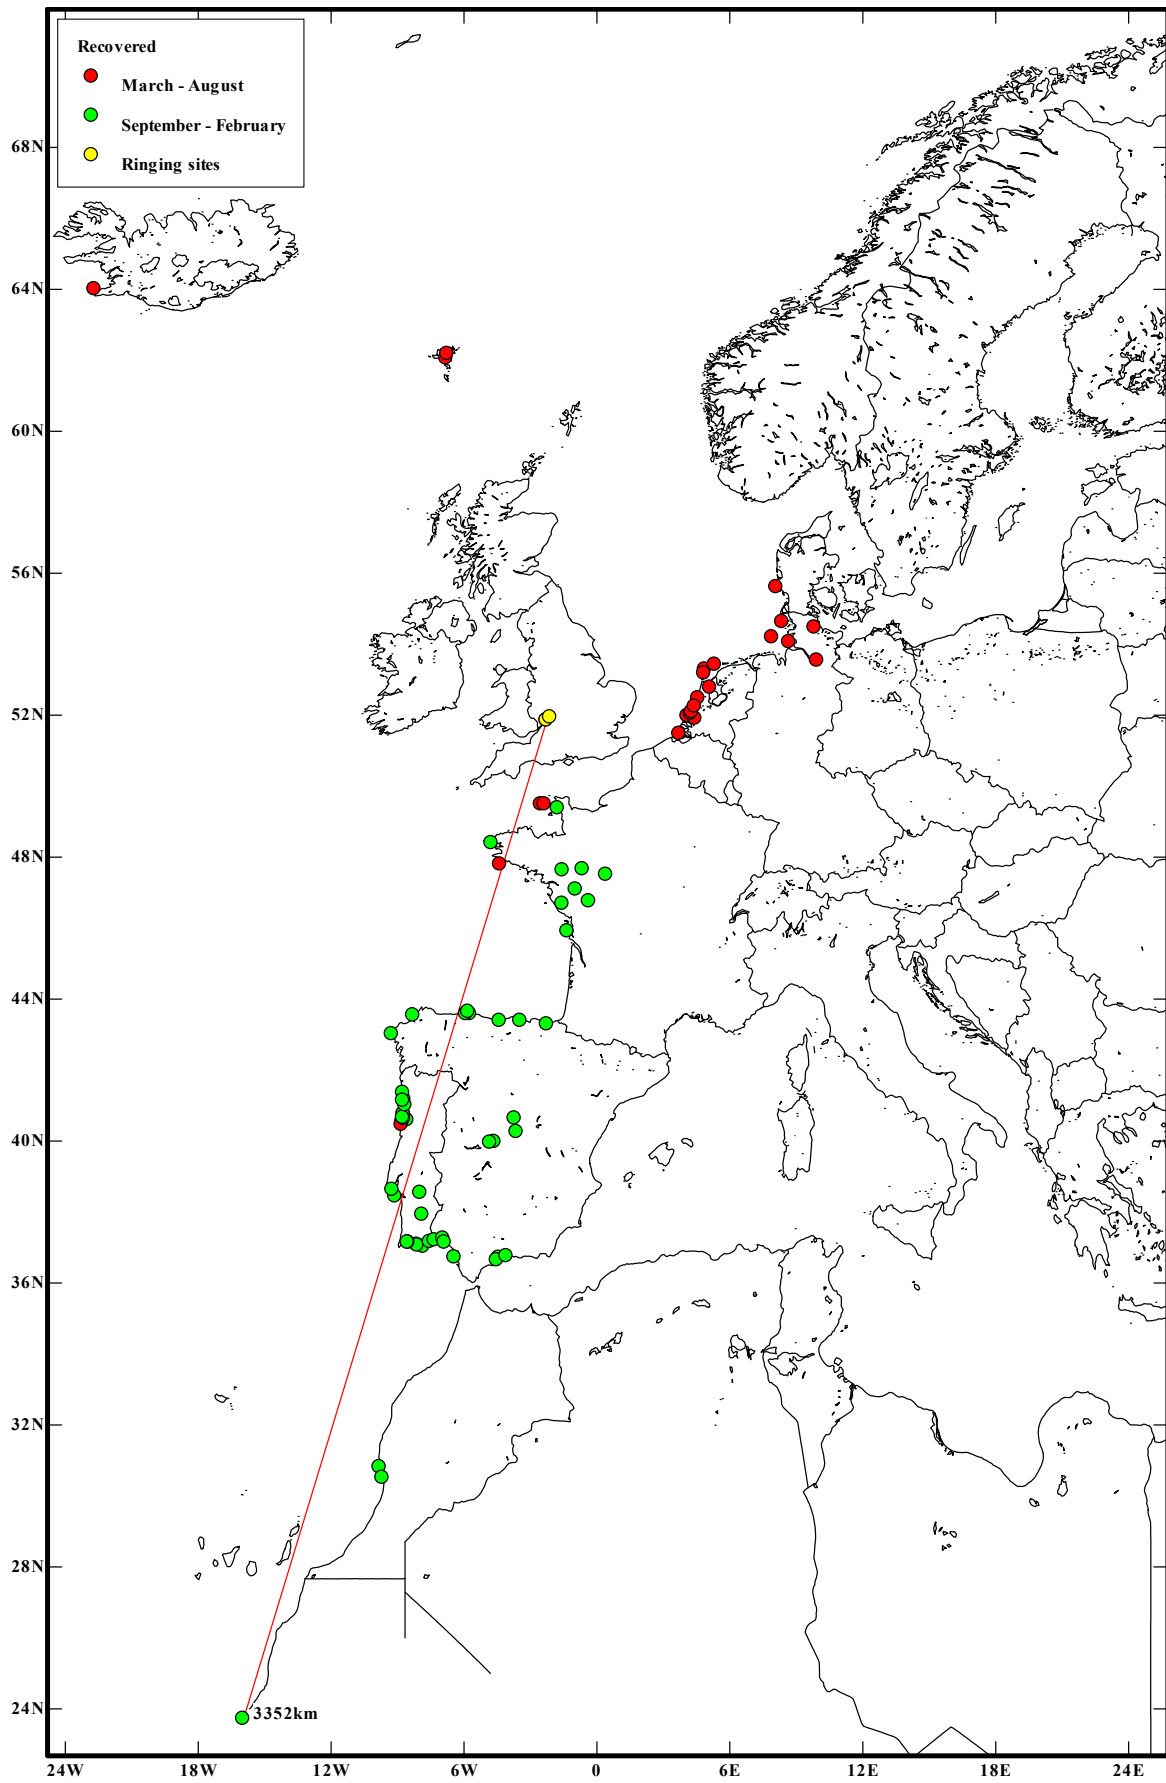 Recovered
March - August
September - February
Ringing sites
68N
64N
60N
56N
52N
48N
44N
40N
36N
32N
28N
24N
3352km
24W 18W 12W 6W 0 6E 12E 18E 24E